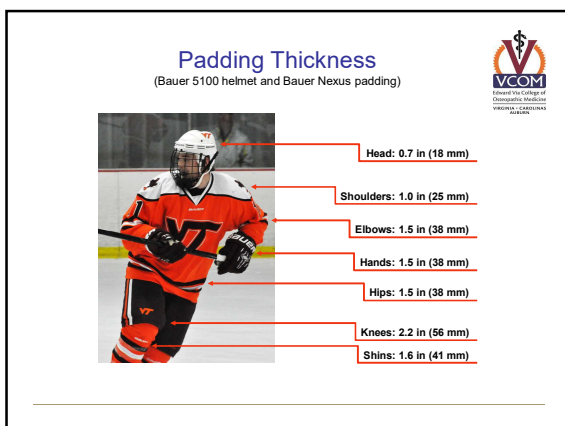 Padding Thickness
(Bauer 5100 helmet and Bauer Nexus padding)
VCOM
Edward Via College of
Osteopathic Medicine
VIRGINIA • CAROLINAS
AUBURN
Head: 0.7 in (18 mm)
Shoulders: 1.0 in (25 mm)
Elbows: 1.5 in (38 mm)
Hands: 1.5 in (38 mm)
Hips: 1.5 in (38 mm)
Knees: 2.2 in (56 mm)
Shins: 1.6 in (41 mm)
VT
1
VT
BAUER
VT